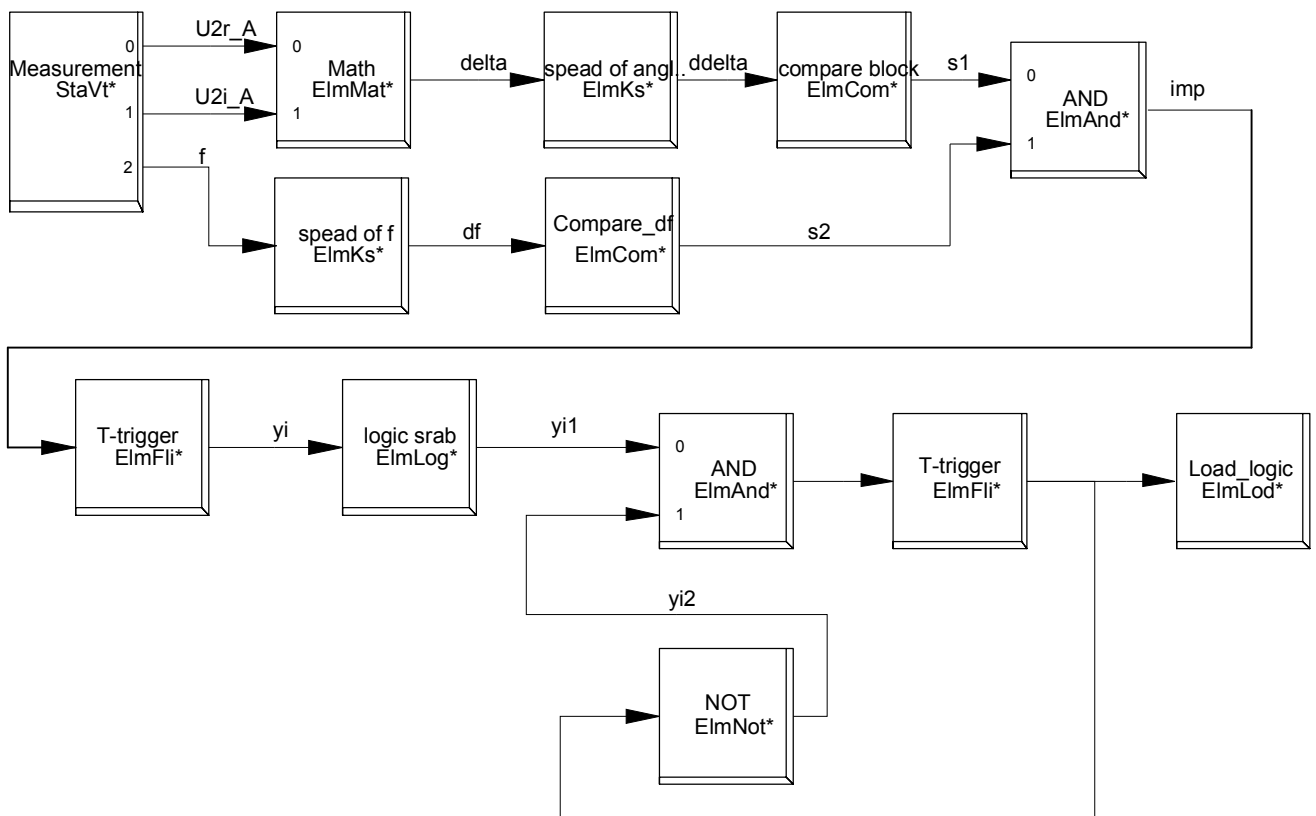 U2r_A
0
Measurement
StaVt*
U2i_A
1
f
2
0
Math
ElmMat*
1
delta
spead of angl..
ElmKs*
ddelta
compare block
ElmCom*
s1
0
AND
ElmAnd*
1
imp
spead of f
ElmKs*
df
Compare_df
ElmCom*
s2
T-trigger
ElmFli*
yi
logic srab
ElmLog*
yi1
0
AND
ElmAnd*
1
T-trigger
ElmFli*
Load_logic
ElmLod*
yi2
NOT
ElmNot*